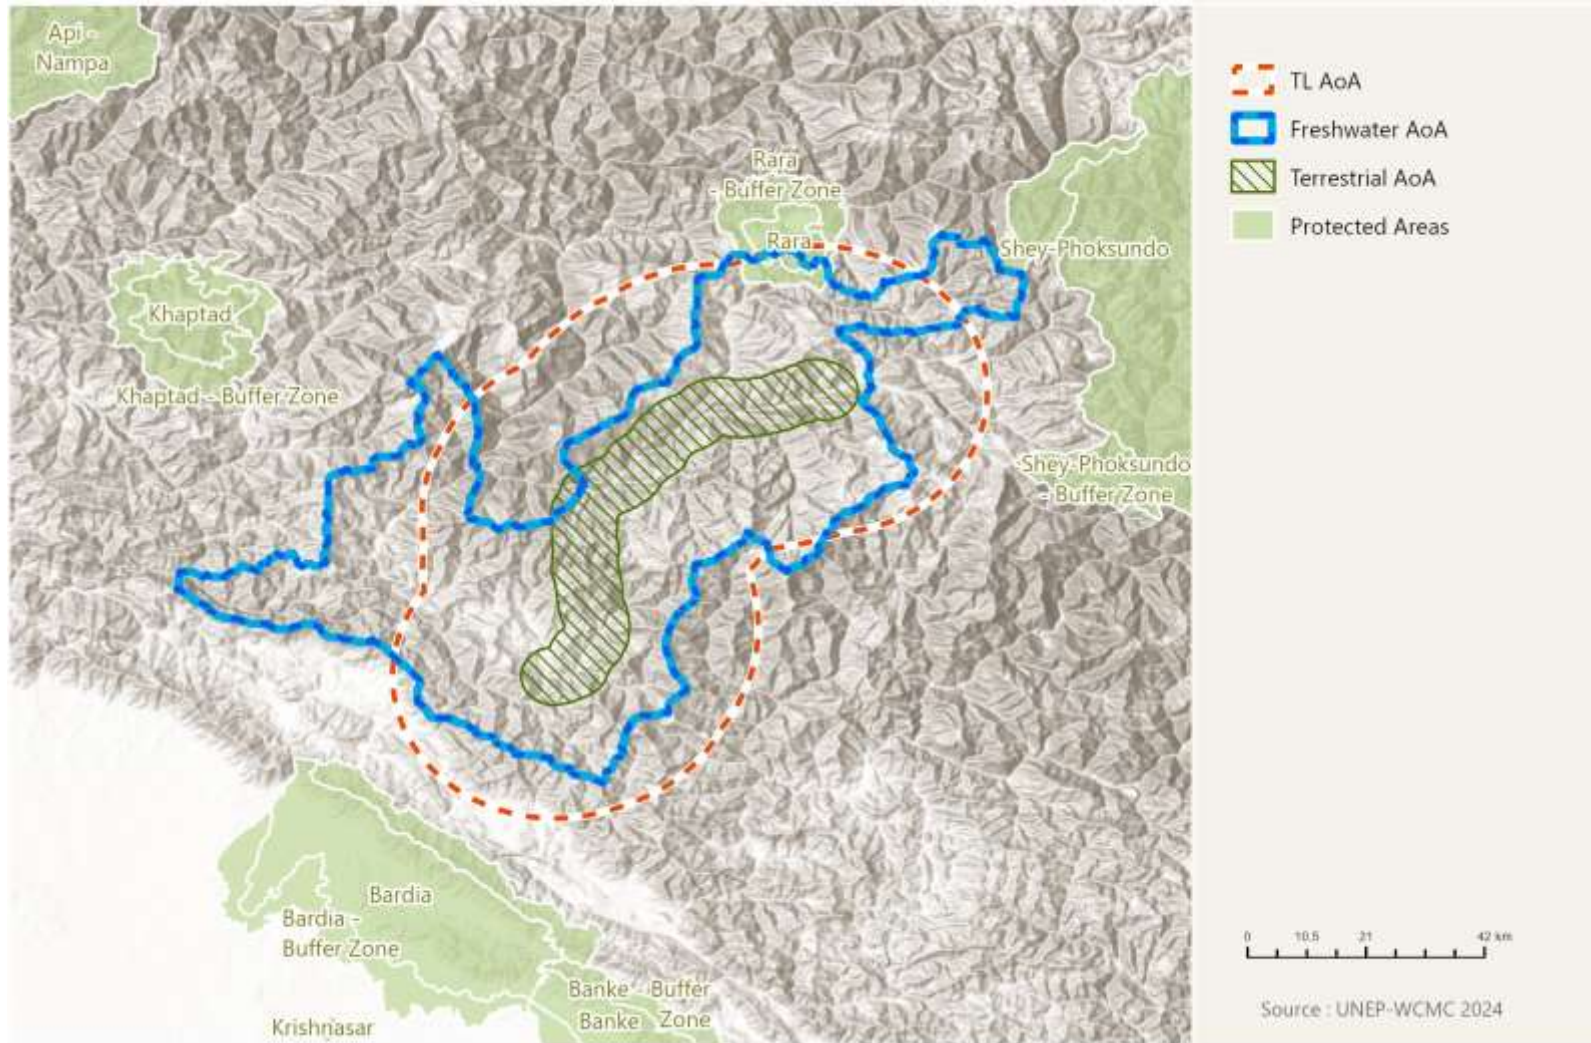 Api -
Nampa
Rara
- Buffer Zone
Rara
Shey-Phoksundo
Khaptad
Khaptad - Buffer Zone
Shey-Phoksundo
- Buffer Zone
Bardia
Bardia -
Buffer Zone
Banke - Buffer
Banke Zone
Krishnasar
TL AoA
Freshwater AoA
Terrestrial AoA
Protected Areas
0 10.5 21 42 km
Source : UNEP-WCMC 2024